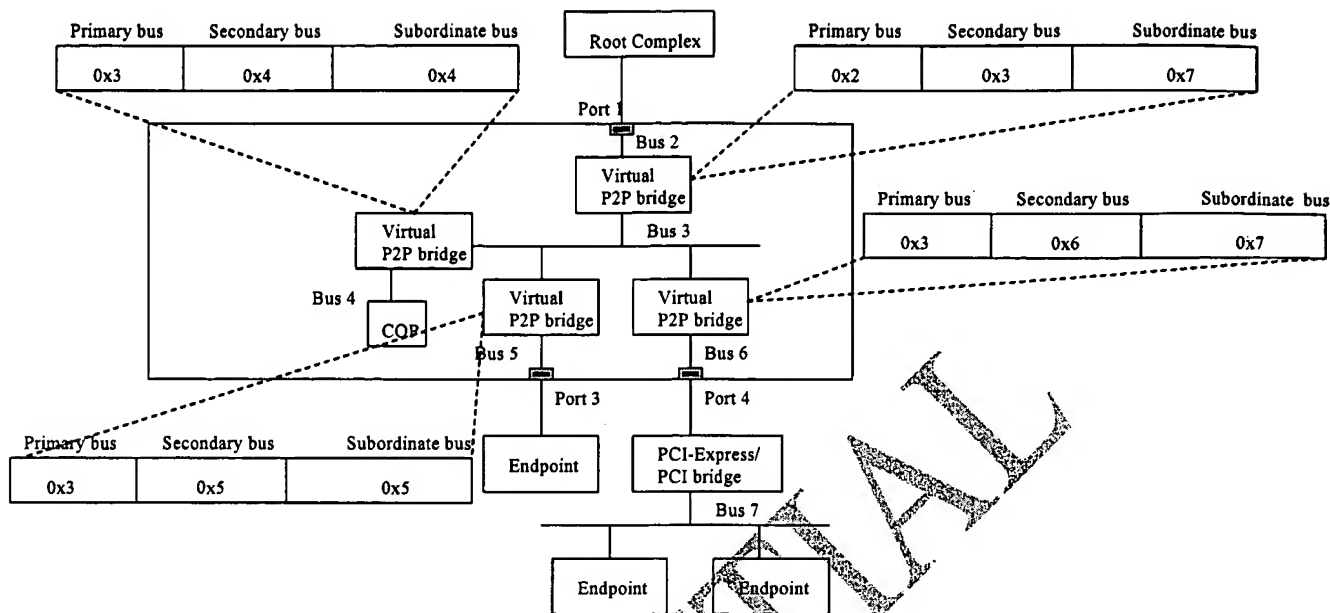 Primary bus Secondary bus Subordinate bus
0x3 0x4 0x4
Root Complex
Primary bus Secondary bus Subordinate bus
0x2 0x3 0x7
Port 1
Bus 2
Virtual
P2P bridge
Virtual
P2P bridge
Bus 3
Primary bus Secondary bus Subordinate bus
0x3 0x6 0x7
Bus 4
Virtual
P2P bridge
Virtual
P2P bridge
Bus 5
Bus 6
Port 3
Port 4
Primary bus Secondary bus Subordinate bus
0x3 0x5 0x5
Endpoint
PCI-Express/
PCI bridge
Bus 7
Endpoint
Endpoint
TIAL